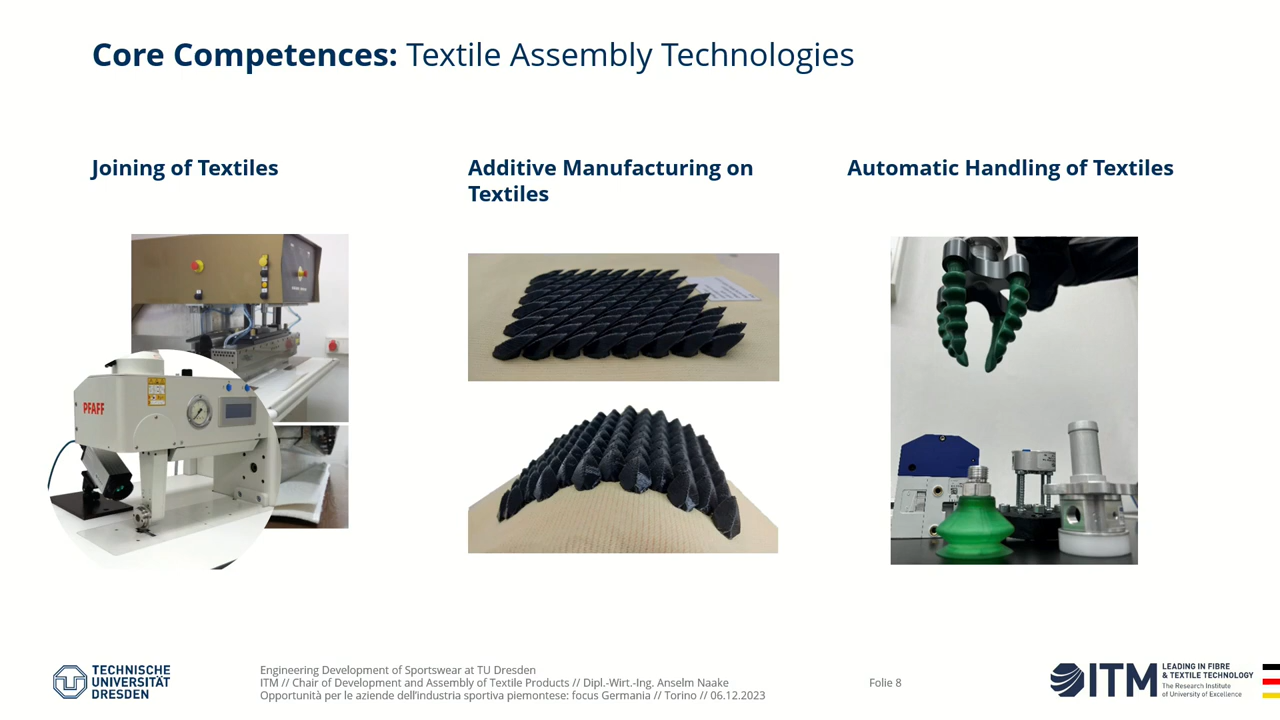 Core Competences: Textile Assembly Technologies
Joining of Textiles
Additive Manufacturing on
Textiles
Automatic Handling of Textiles
PFAFF
TECHNISCHE
UNIVERSITÄT
DRESDEN
Engineering Development of Sportswear at TU Dresden
ITM // Chair of Development and Assembly of Textile Products // Dipl.-Wirt.-Ing. Anselm Naake
Opportunità per le aziende dell'industria sportiva piemontese: focus Germania // Torino // 06.12.2023
Folie 8
ITM
LEADING IN FIBRE
& TEXTILE TECHNOLOGY
The Research Institute
of University of Excellence